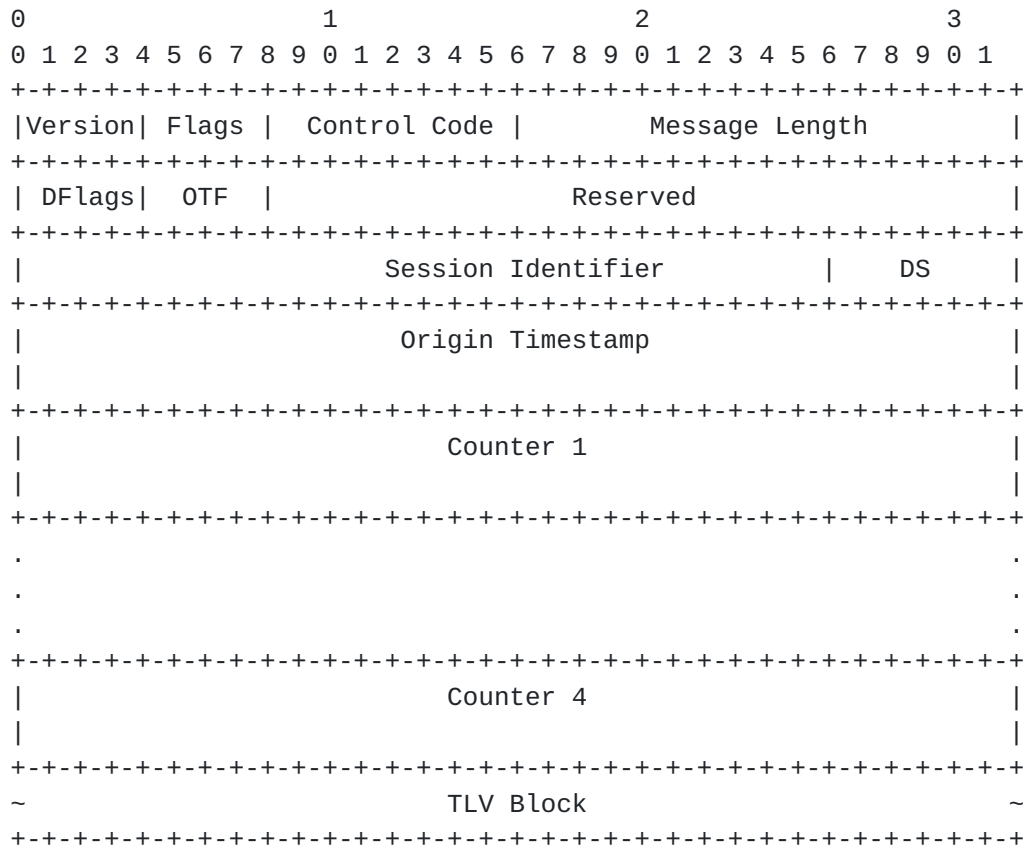 0                   1                   2                   3
0 1 2 3 4 5 6 7 8 9 0 1 2 3 4 5 6 7 8 9 0 1 2 3 4 5 6 7 8 9 0 1
+-+-+-+-+-+-+-+-+-+-+-+-+-+-+-+-+-+-+-+-+-+-+-+-+-+-+-+-+-+-+-+-+
|Version| Flags |  Control Code |        Message Length         |
+-+-+-+-+-+-+-+-+-+-+-+-+-+-+-+-+-+-+-+-+-+-+-+-+-+-+-+-+-+-+-+-+
| DFlags|  OTF  |                   Reserved                    |
+-+-+-+-+-+-+-+-+-+-+-+-+-+-+-+-+-+-+-+-+-+-+-+-+-+-+-+-+-+-+-+-+
|                       Session Identifier          |    DS     |
+-+-+-+-+-+-+-+-+-+-+-+-+-+-+-+-+-+-+-+-+-+-+-+-+-+-+-+-+-+-+-+-+
|                        Origin Timestamp                       |
|                                                               |
+-+-+-+-+-+-+-+-+-+-+-+-+-+-+-+-+-+-+-+-+-+-+-+-+-+-+-+-+-+-+-+-+
|                           Counter 1                           |
|                                                               |
+-+-+-+-+-+-+-+-+-+-+-+-+-+-+-+-+-+-+-+-+-+-+-+-+-+-+-+-+-+-+-+-+
.                                                               .
.                                                               .
.                                                               .
+-+-+-+-+-+-+-+-+-+-+-+-+-+-+-+-+-+-+-+-+-+-+-+-+-+-+-+-+-+-+-+-+
|                           Counter 4                           |
|                                                               |
+-+-+-+-+-+-+-+-+-+-+-+-+-+-+-+-+-+-+-+-+-+-+-+-+-+-+-+-+-+-+-+-+
~                           TLV Block                           ~
+-+-+-+-+-+-+-+-+-+-+-+-+-+-+-+-+-+-+-+-+-+-+-+-+-+-+-+-+-+-+-+-+